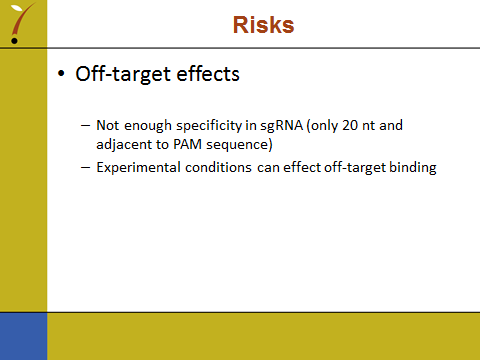 Risks
• Off-target effects
– Not enough specificity in sgRNA (only 20 nt and
adjacent to PAM sequence)
– Experimental conditions can effect off-target binding